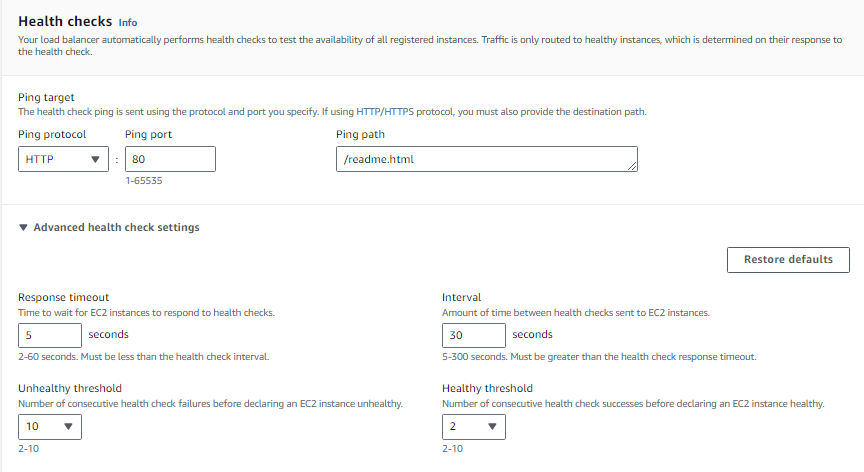 Health checks Info
Your load balancer automatically performs health checks to test the availability of all registered instances. Traffic is only routed to healthy instances, which is determined on their response to
the health check.
Ping target
The health check ping is sent using the protocol and port you specify. If using HTTP/HTTPS protocol, you must also provide the destination path.
Ping protocol Ping port Ping path
HTTP : 80 /readme.html
1-65535
Advanced health check settings
Restore defaults
Response timeout Interval
Time to wait for EC2 instances to respond to health checks. Amount of time between health checks sent to EC2 instances.
5 seconds 30 seconds
2-60 seconds. Must be less than the health check interval. 5-300 seconds. Must be greater than the health check response timeout.
Unhealthy threshold Healthy threshold
Number of consecutive health check failures before declaring an EC2 instance unhealthy. Number of consecutive health check successes before declaring an EC2 instance healthy.
10 2
2-10 2-10